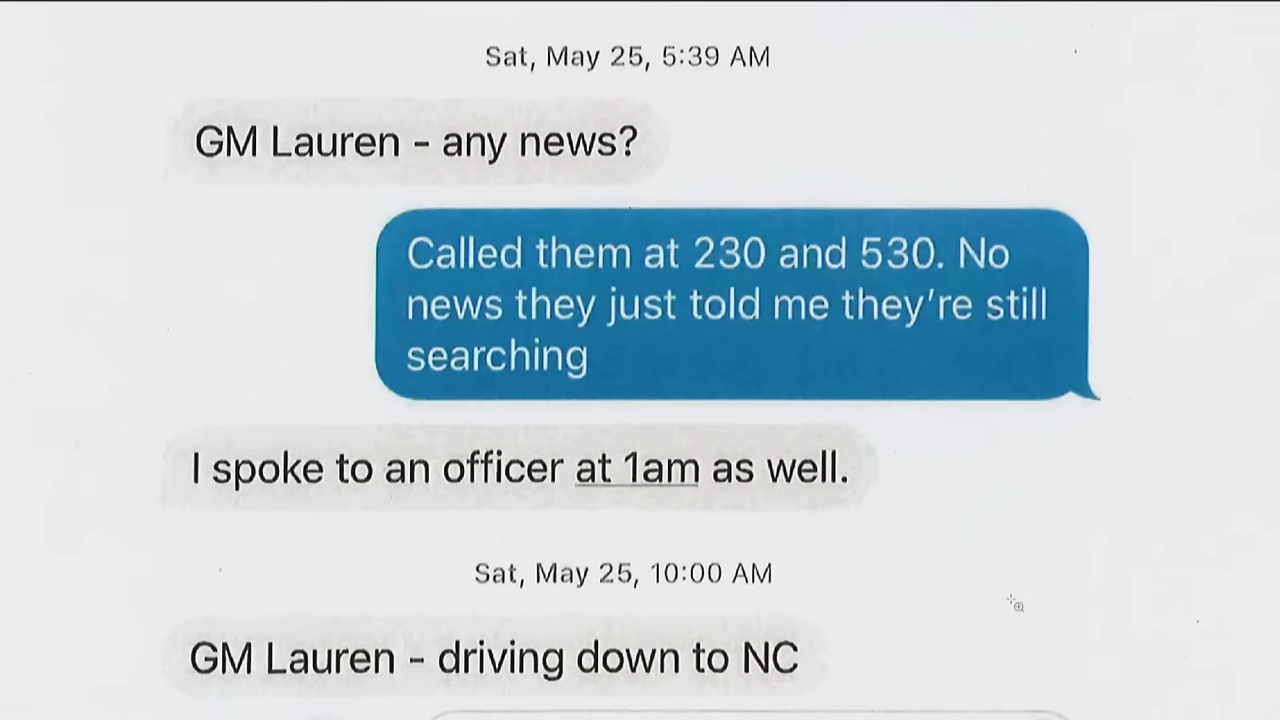 Sat, May 25, 5:39 AM
GM Lauren - any news?
Called them at 230 and 530. No
news they just told me they’re still
searching
I spoke to an officer at 1am as well.
Sat, May 25, 10:00 AM
GM Lauren - driving down to NC